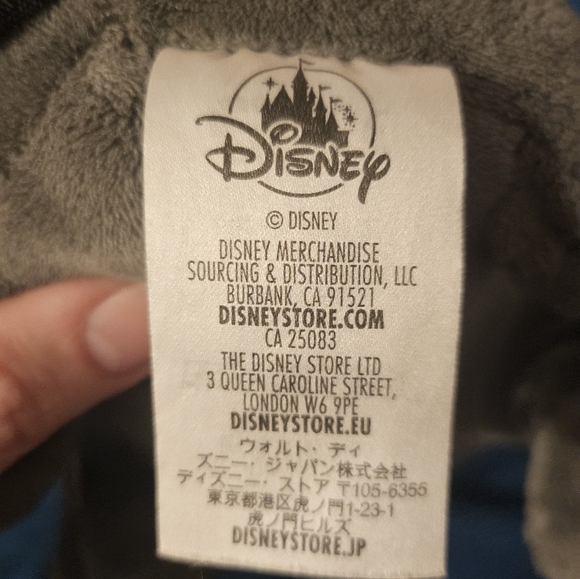 Disney
© DISNEY
DISNEY MERCHANDISE
SOURCING & DISTRIBUTION, LLC
BURBANK, CA 91521
DISNEYSTORE.COM
CA 25083
THE DISNEY STORE LTD
3 QUEEN CAROLINE STREET,
LONDON W6 9PE
DISNEYSTORE.EU
ウォルト・ディ
ズニー・ジャパン株式会社
ディズニー・ストア 〒105-6355
東京都港区虎ノ門1-23-1
虎ノ門ヒルズ
DISNEYSTORE.JP